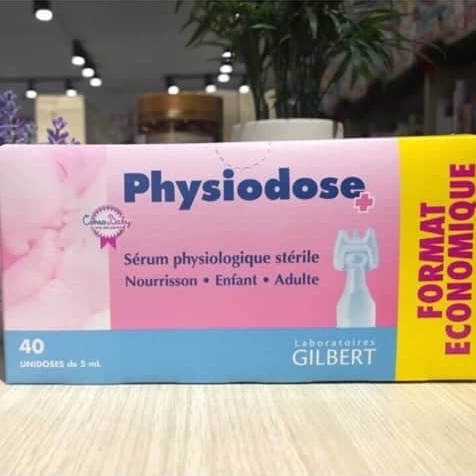 Physiodose
Sérum physiologique stérile
Nourrisson • Enfant • Adulte
40
UNIDOSES de 5 mL
Laboratoires
GILBERT
FORMAT
ECONOMIQUE